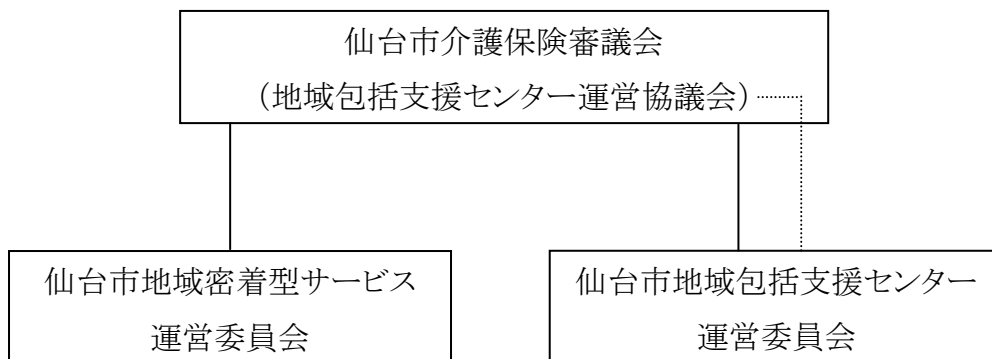 仙台市介護保険審議会
（地域包括支援センター運営協議会）
仙台市地域密着型サービス
運営委員会
仙台市地域包括支援センター
運営委員会